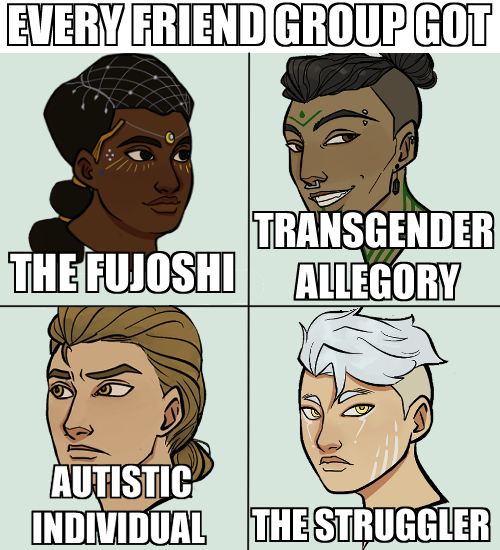 EVERY FRIEND GROUP GOT
THE FUJOSHI
TRANSGENDER
ALLEGORY
AUTISTIC
INDIVIDUAL
THE STRUGGLER